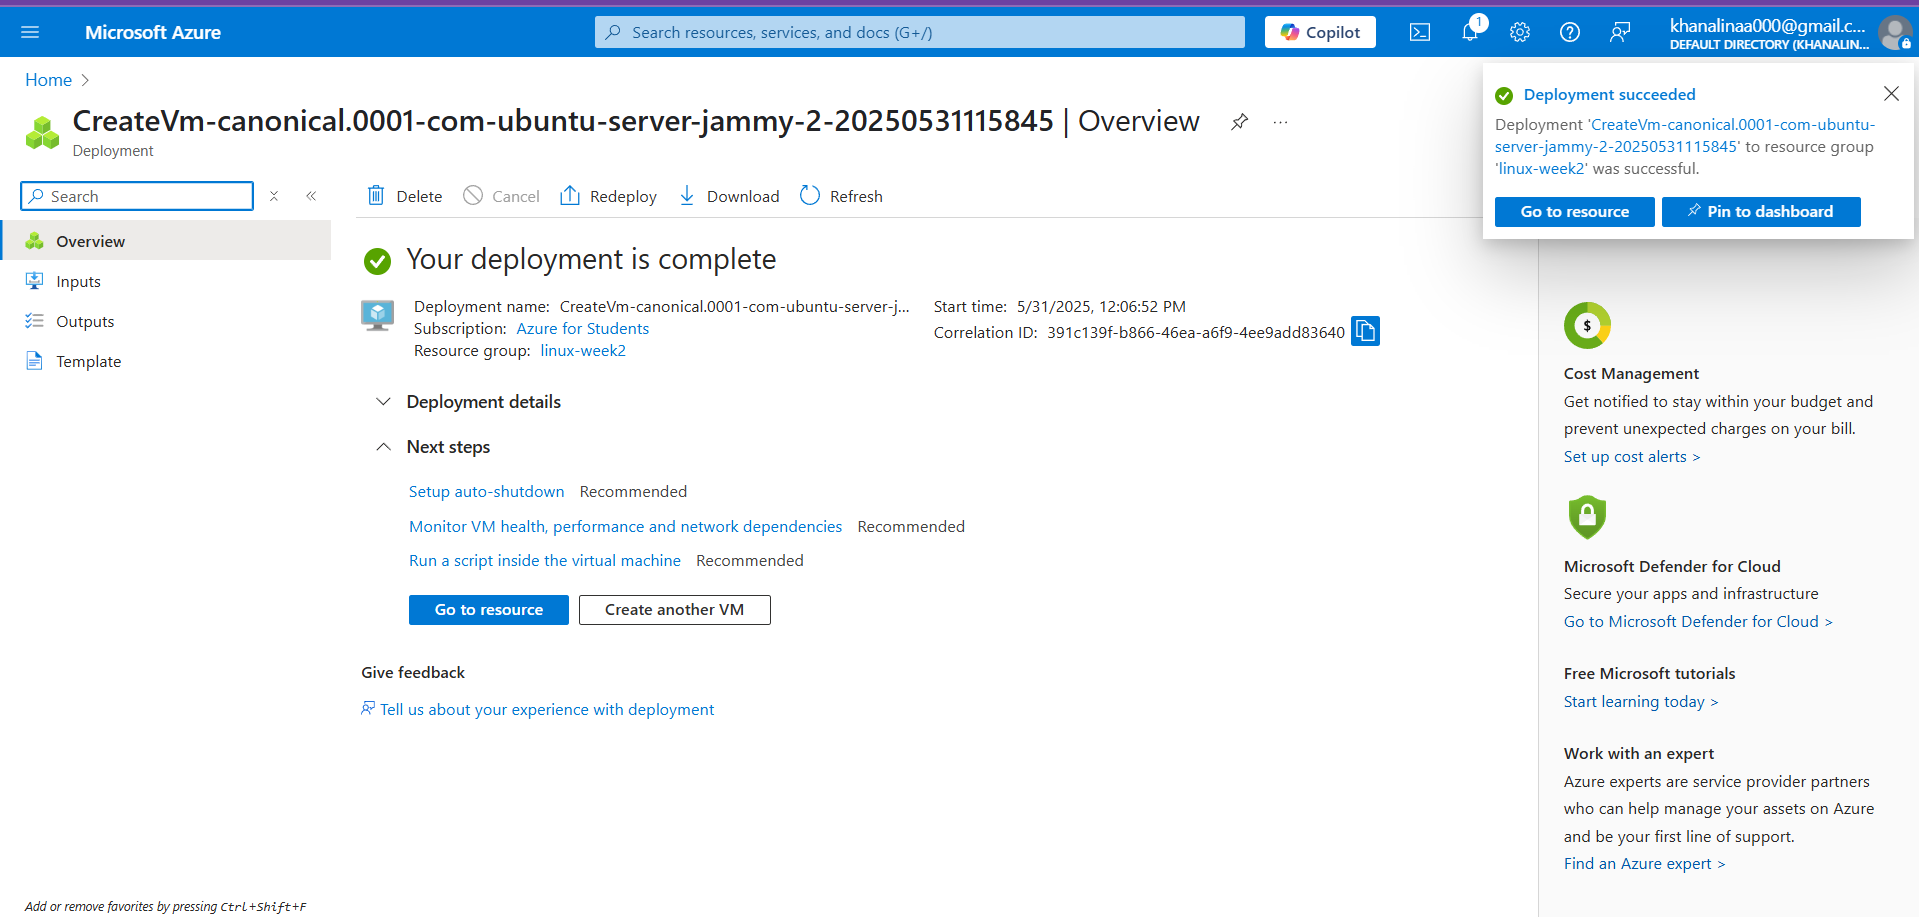 Microsoft Azure
Search resources, services, and docs (G+/)
Copilot
1
khanalinaa000@gmail.c...
DEFAULT DIRECTORY (KHANALIN...
Home
CreateVm-canonical.0001-com-ubuntu-server-jammy-2-20250531115845 | Overview
...
Deployment
Deployment succeeded
Deployment 'CreateVm-canonical.0001-com-ubuntu-
server-jammy-2-20250531115845' to resource group
'linux-week2' was successful.
Go to resource
Pin to dashboard
Search
Overview
Inputs
Outputs
Template
Delete
Cancel
Redeploy
Download
Refresh
Your deployment is complete
Deployment name: CreateVm-canonical.0001-com-ubuntu-server-j...
Subscription: Azure for Students
Resource group: linux-week2
Start time: 5/31/2025, 12:06:52 PM
Correlation ID: 391c139f-b866-46ea-a6f9-4ee9add83640
Deployment details
Next steps
Setup auto-shutdown Recommended
Monitor VM health, performance and network dependencies Recommended
Run a script inside the virtual machine Recommended
Go to resource
Create another VM
Give feedback
Tell us about your experience with deployment
$
Cost Management
Get notified to stay within your budget and
prevent unexpected charges on your bill.
Set up cost alerts >
Microsoft Defender for Cloud
Secure your apps and infrastructure
Go to Microsoft Defender for Cloud >
Free Microsoft tutorials
Start learning today >
Work with an expert
Azure experts are service provider partners
who can help manage your assets on Azure
and be your first line of support.
Find an Azure expert >
Add or remove favorites by pressing Ctrl+Shift+F